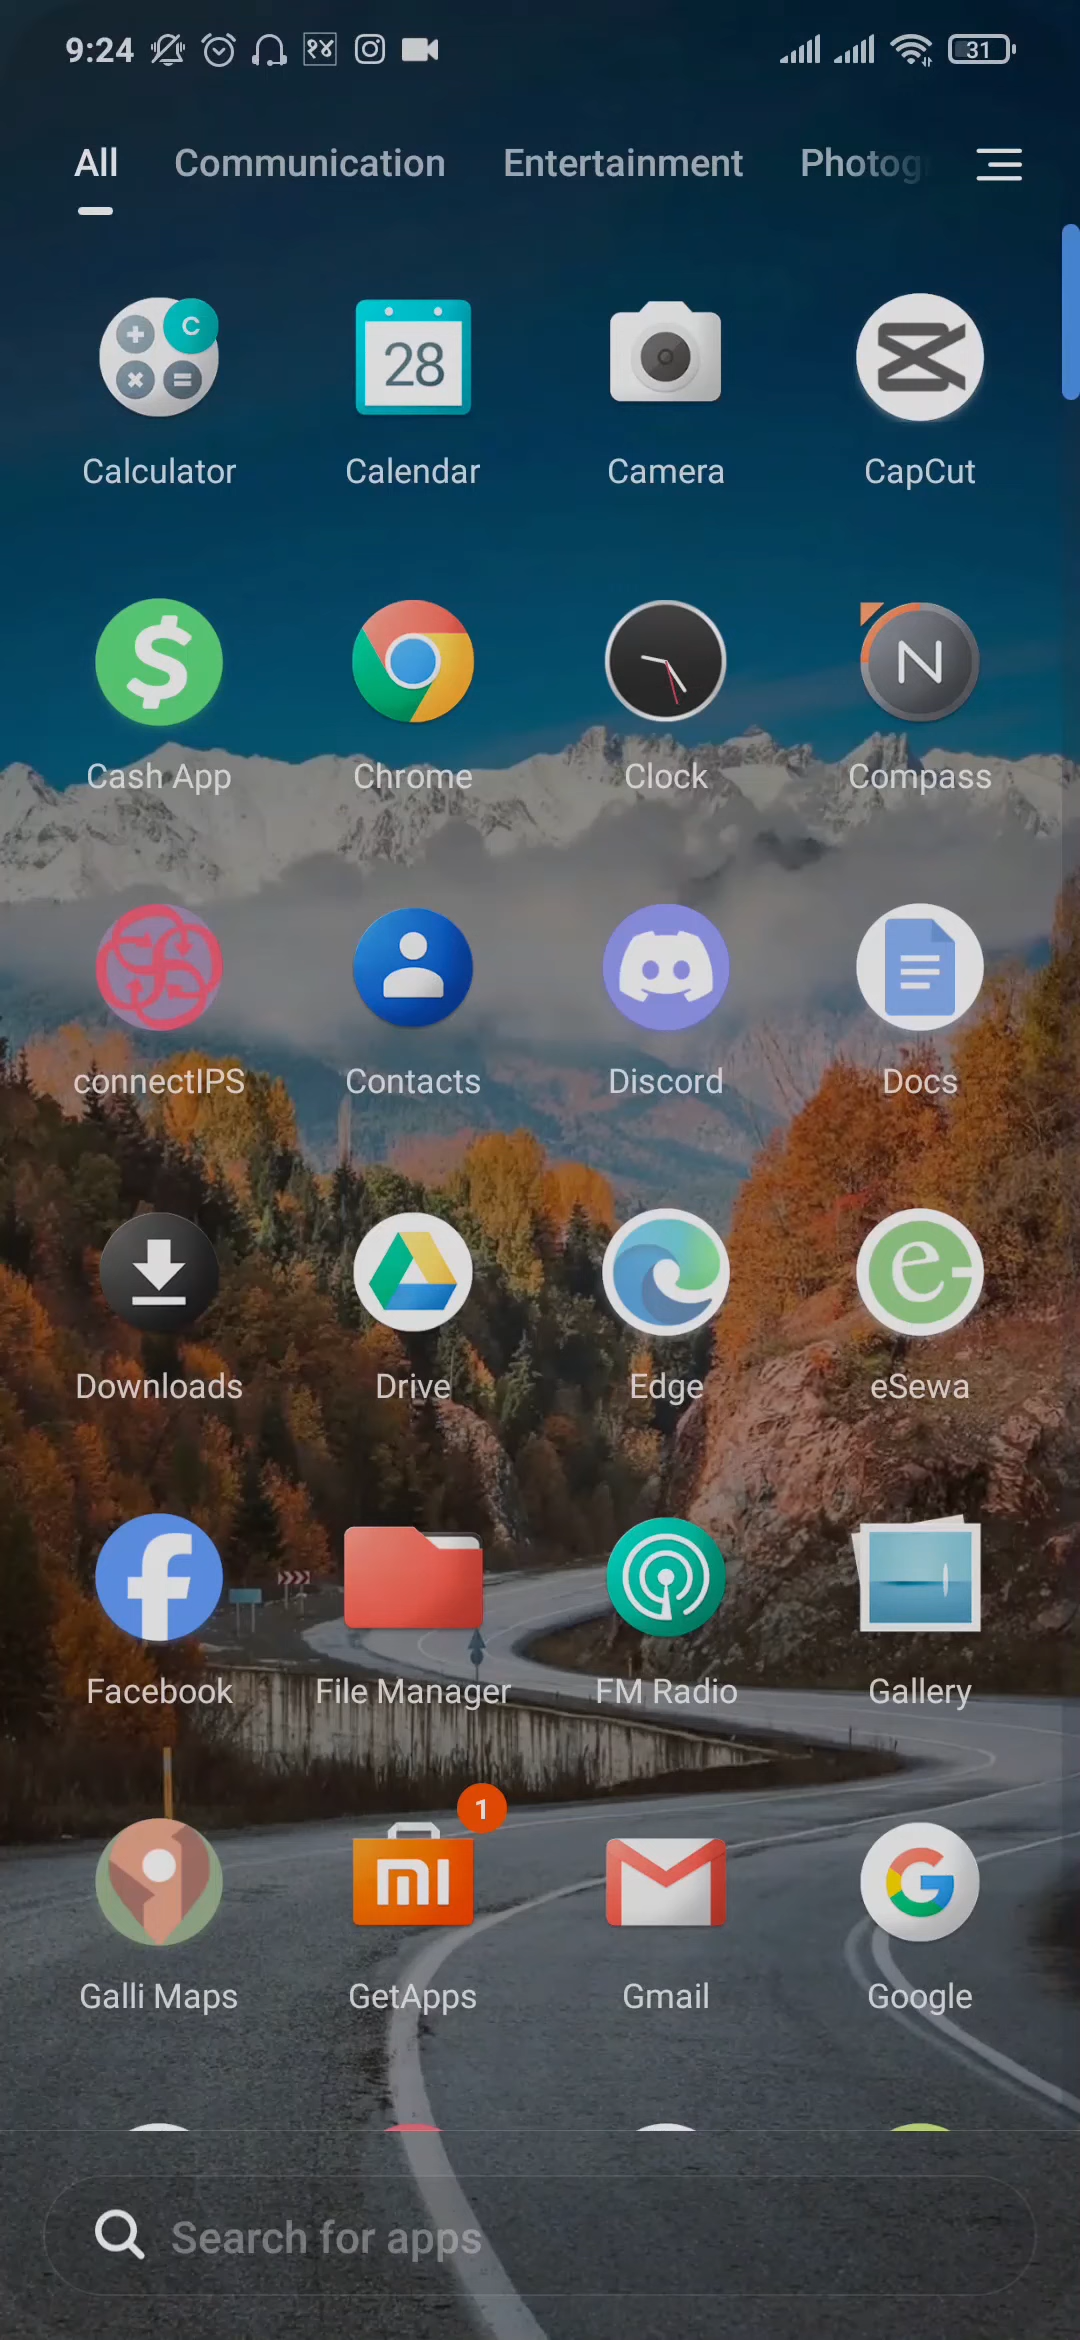 9:24 १४ 31
All Communication Entertainment Photog
C
28
Calculator Calendar Camera CapCut
$ N
Cash App Chrome Clock Compass
connectIPS Contacts Discord Docs
e
Downloads Drive Edge eSewa
f
Facebook File Manager FM Radio Gallery
1
mi M G
Galli Maps GetApps Gmail Google
Search for apps